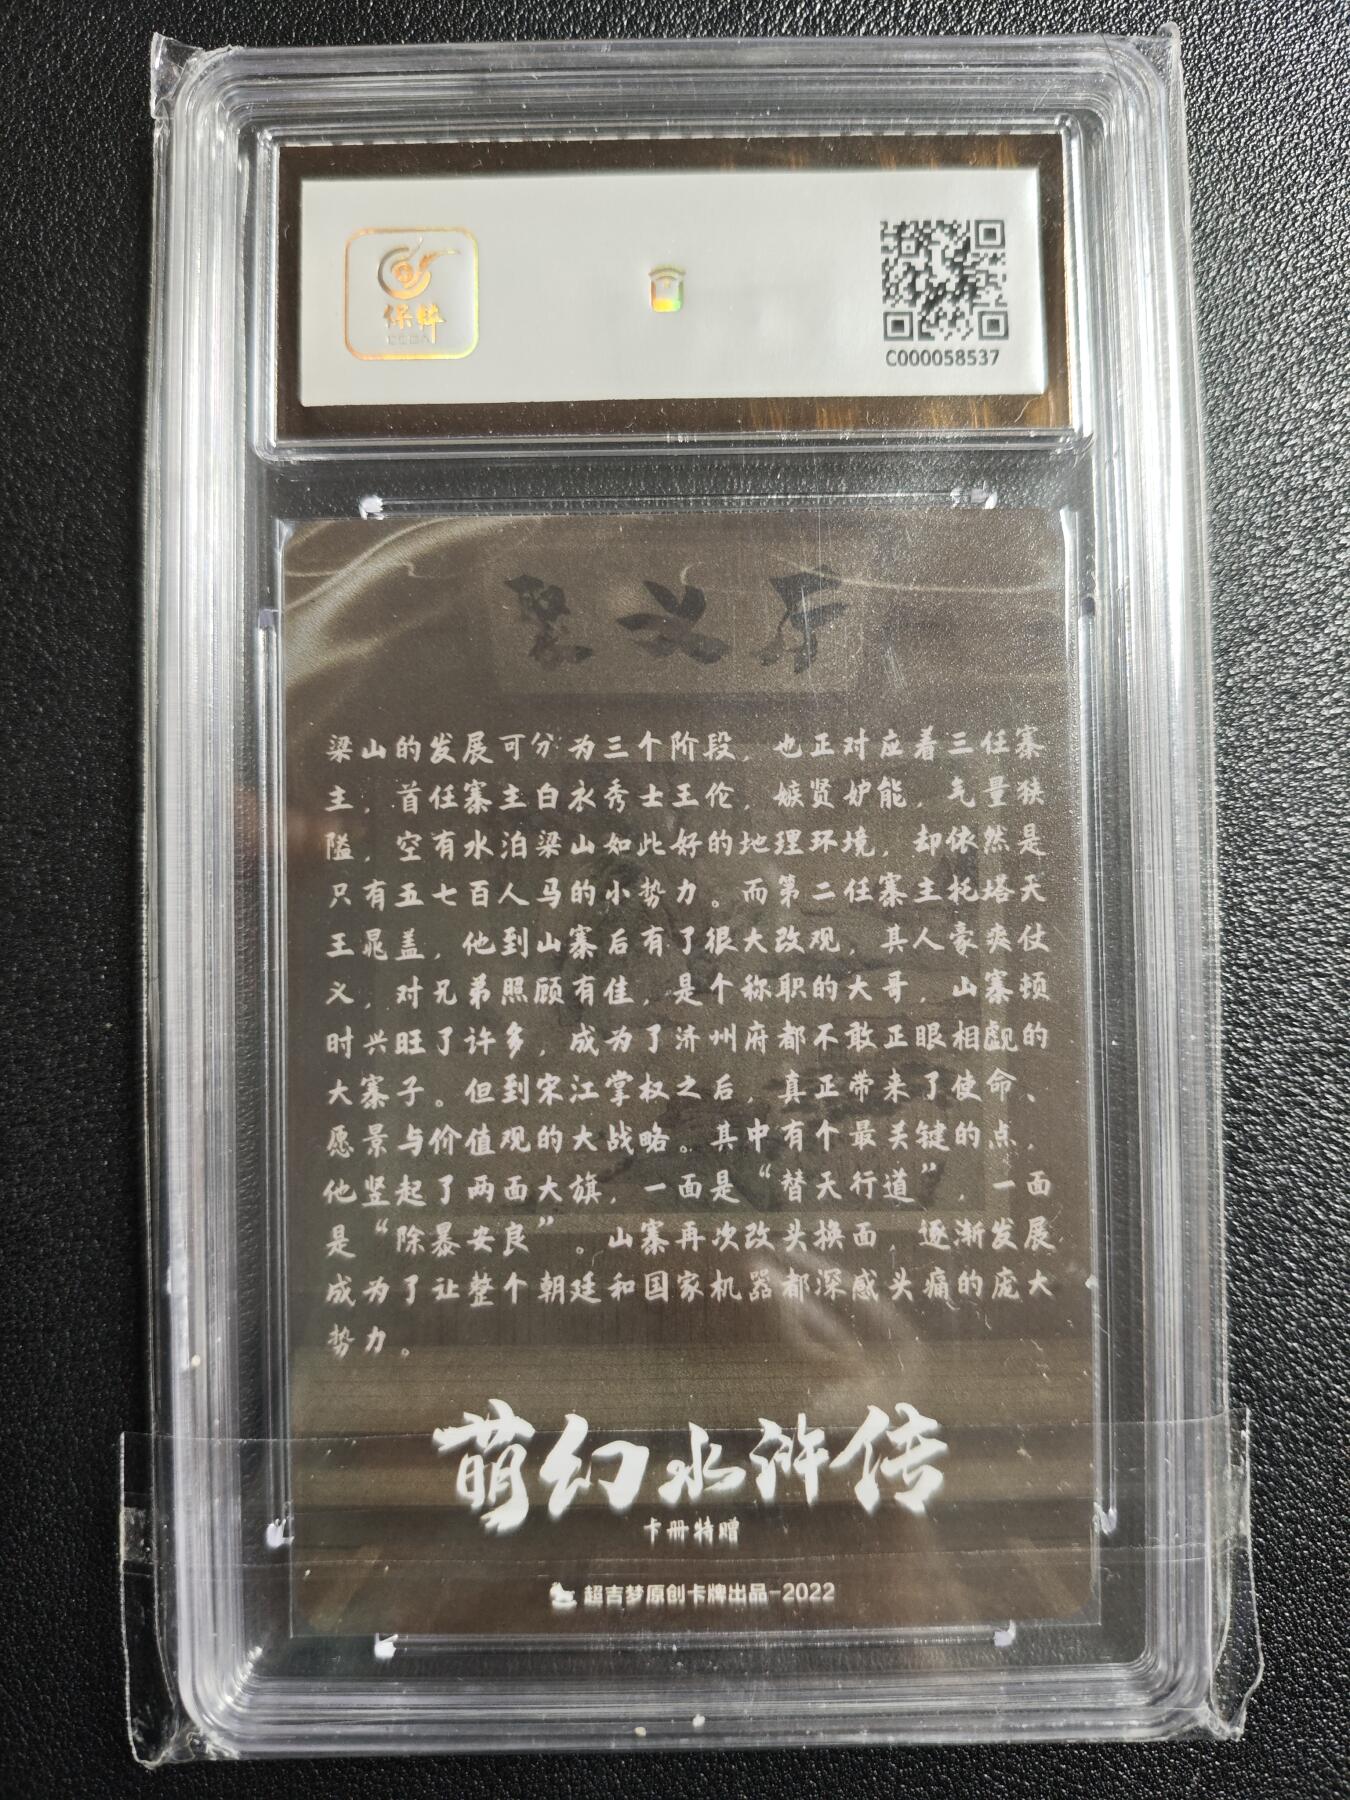 保粹
C000058537
聚义厅
梁山的发展可分为三个阶段，也正对应着三任寨
主，首任寨主白衣秀士王伦，嫉贤妒能，气量狭
隘，空有水泊梁山如此好的地理环境，却依然是
只有五七百人马的小势力。而第二任寨主托塔天
王晁盖，他到山寨后有了很大改观，其人豪爽仗
义，对兄弟照顾有佳，是个称职的大哥，山寨顿
时兴旺了许多，成为了济州府都不敢正眼相觑的
大寨子。但到宋江掌权之后，真正带来了使命、
愿景与价值观的大战略。其中有个最关键的点，
他竖起了两面大旗，一面是“替天行道”，一面
是“除暴安良”。山寨再次改头换面，逐渐发展
成为了让整个朝廷和国家机器都深感头痛的庞大
势力。
萌幻水浒传
卡册特赠
超吉梦原创卡牌出品-2022